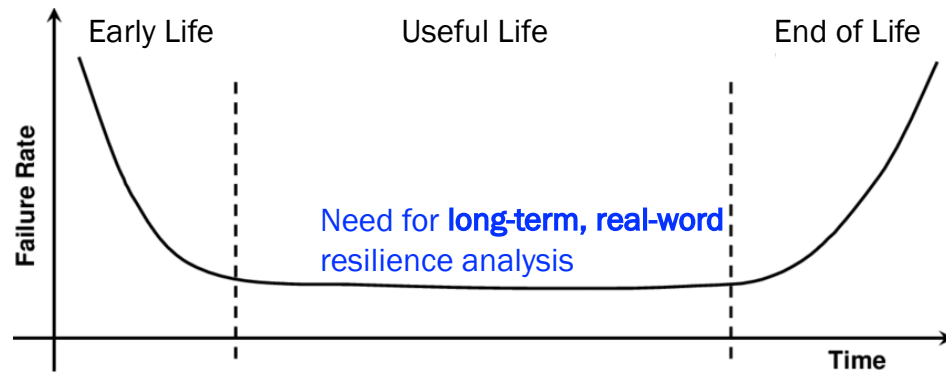 Early Life
Useful Life
End of Life
Failure Rate
Need for long-term, real-word
resilience analysis
Time